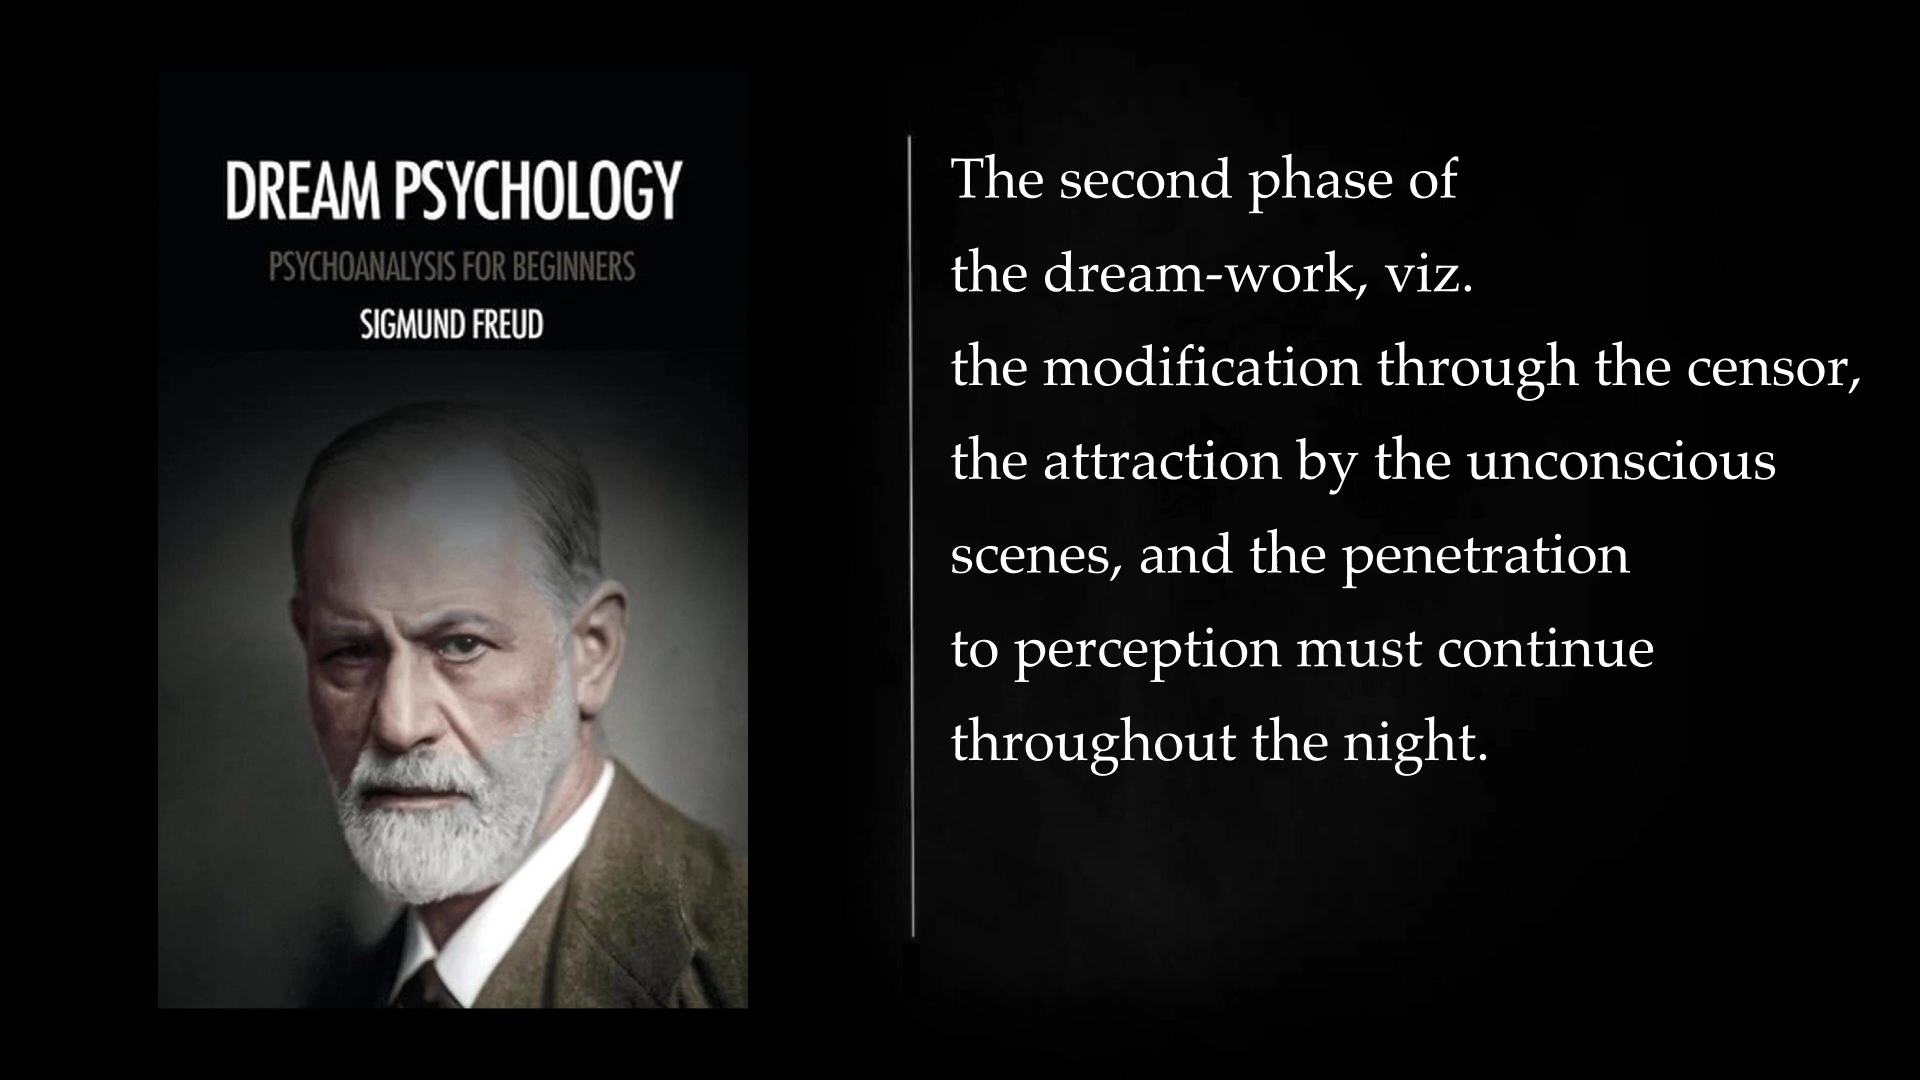 DREAM PSYCHOLOGY
PSYCHOANALYSIS FOR BEGINNERS
SIGMUND FREUD
The second phase of
the dream-work, viz.
the modification through the censor,
the attraction by the unconscious
scenes, and the penetration
to perception must continue
throughout the night.